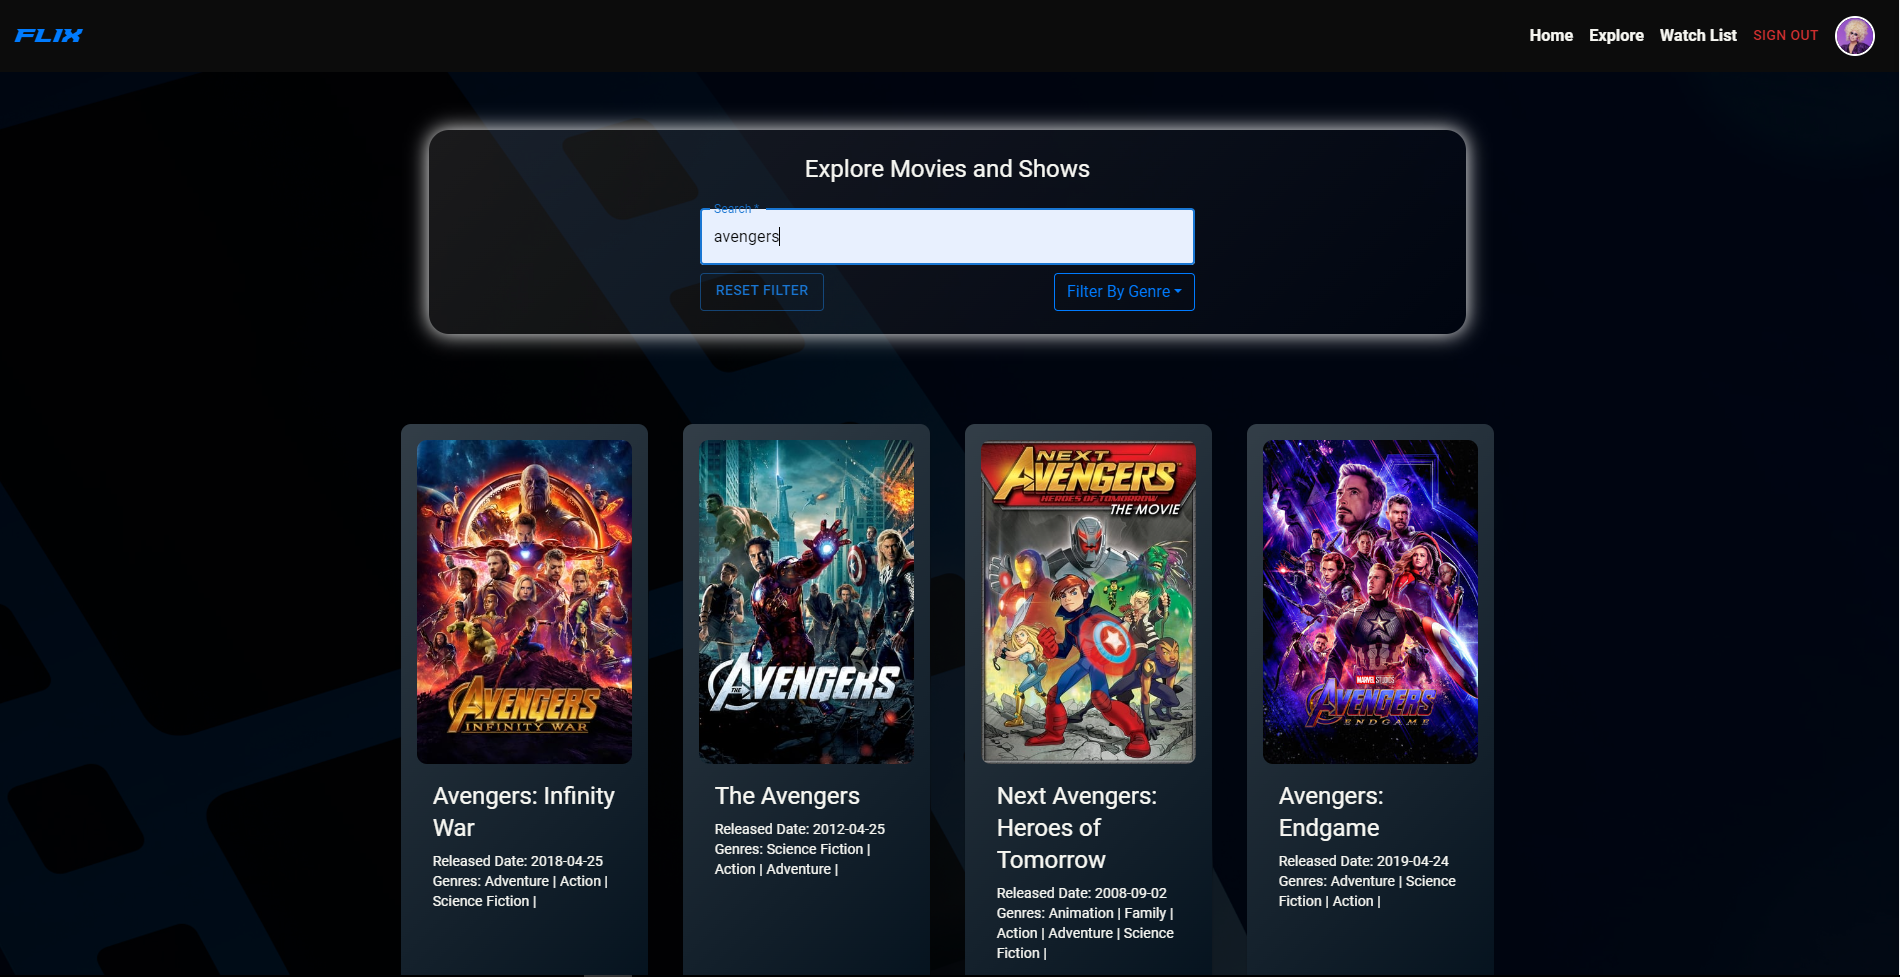 FLIX
Home Explore Watch List SIGN OUT
Explore Movies and Shows
Search *
avengers
RESET FILTER
Filter By Genre
AVENGERS
INFINITY WAR
THE AVENGERS
NEXT
AVENGERS
HEROES OF TOMORROW
THE MOVIE
MARVEL STUDIOS
AVENGERS
ENDGAME
Avengers: Infinity
War
Released Date: 2018-04-25
Genres: Adventure | Action |
Science Fiction |
The Avengers
Released Date: 2012-04-25
Genres: Science Fiction |
Action | Adventure |
Next Avengers:
Heroes of
Tomorrow
Released Date: 2008-09-02
Genres: Animation | Family |
Action | Adventure | Science
Fiction |
Avengers:
Endgame
Released Date: 2019-04-24
Genres: Adventure | Science
Fiction | Action |